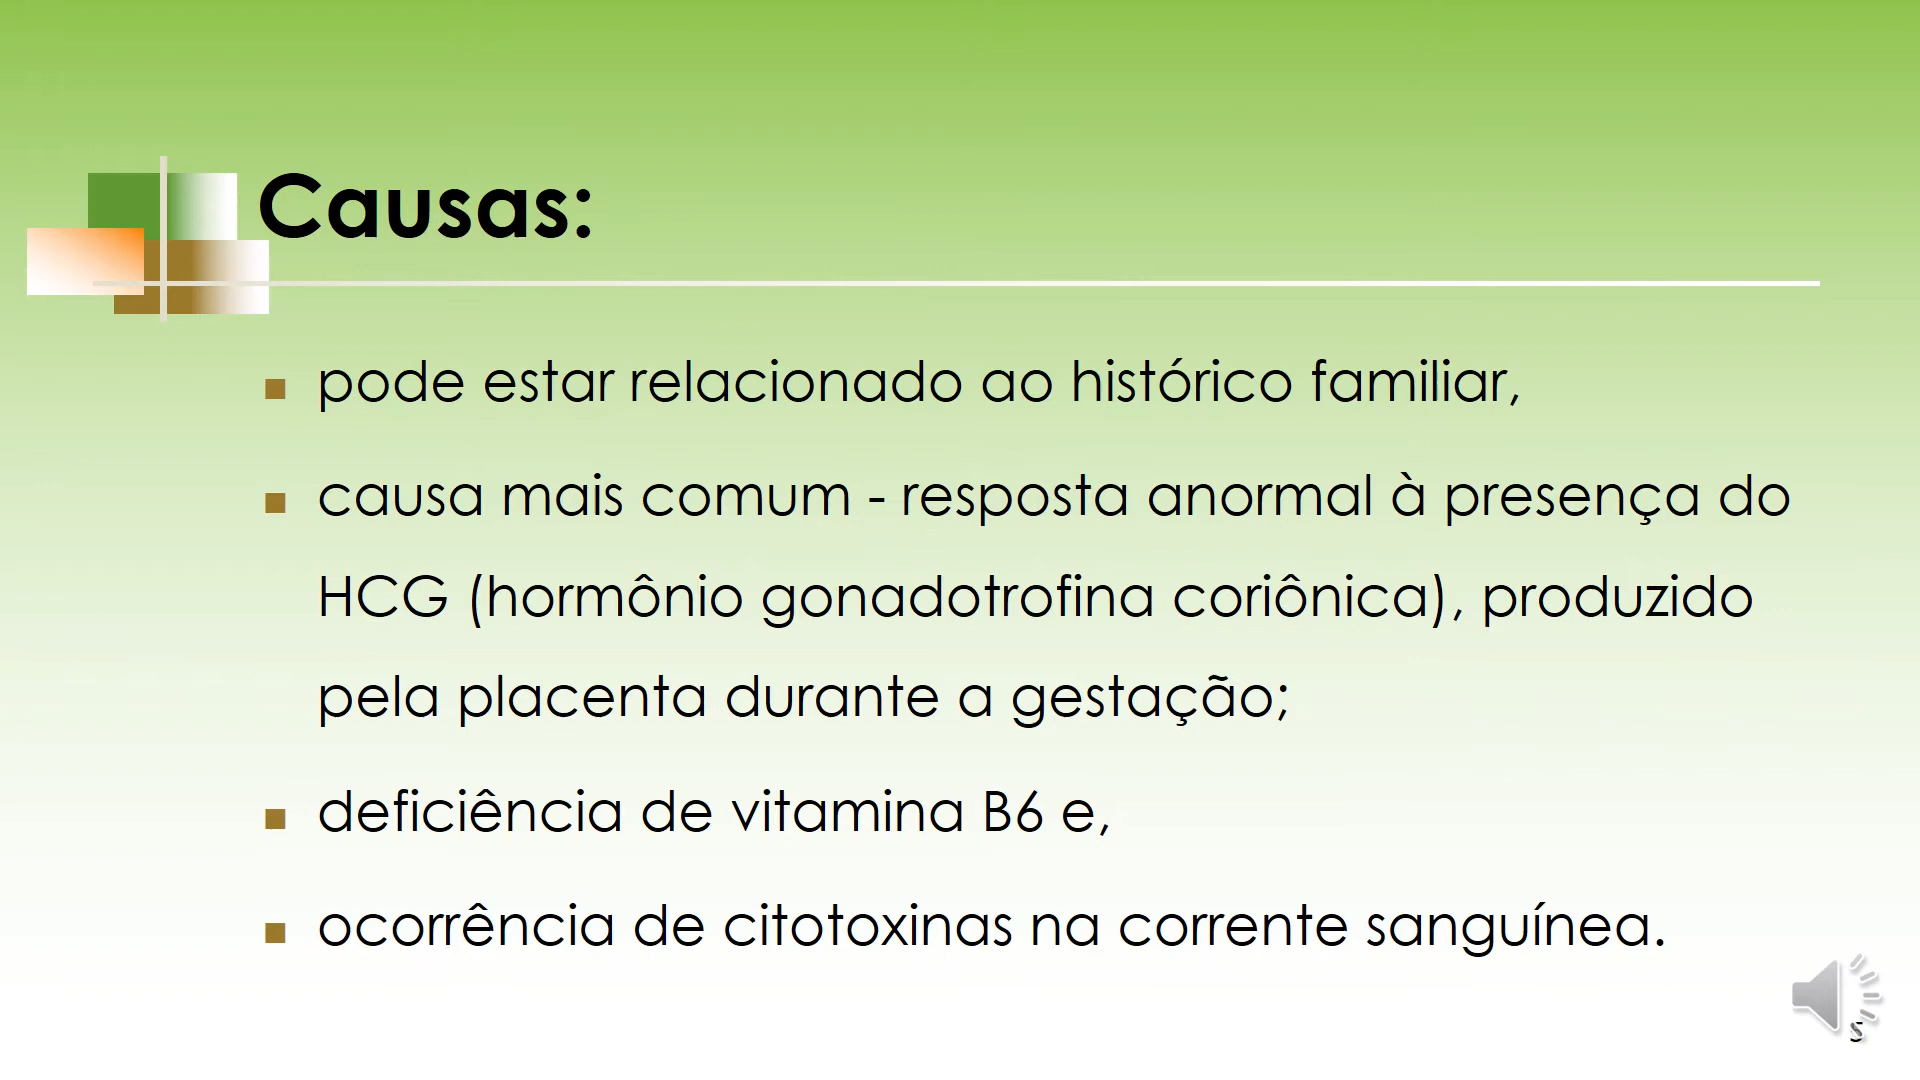 Causas:
pode estar relacionado ao histórico familiar,
causa mais comum - resposta anormal à presença do
HCG (hormônio gonadotrofina coriônica), produzido
pela placenta durante a gestação;
deficiência de vitamina B6 e,
ocorrência de citotoxinas na corrente sanguínea.
5